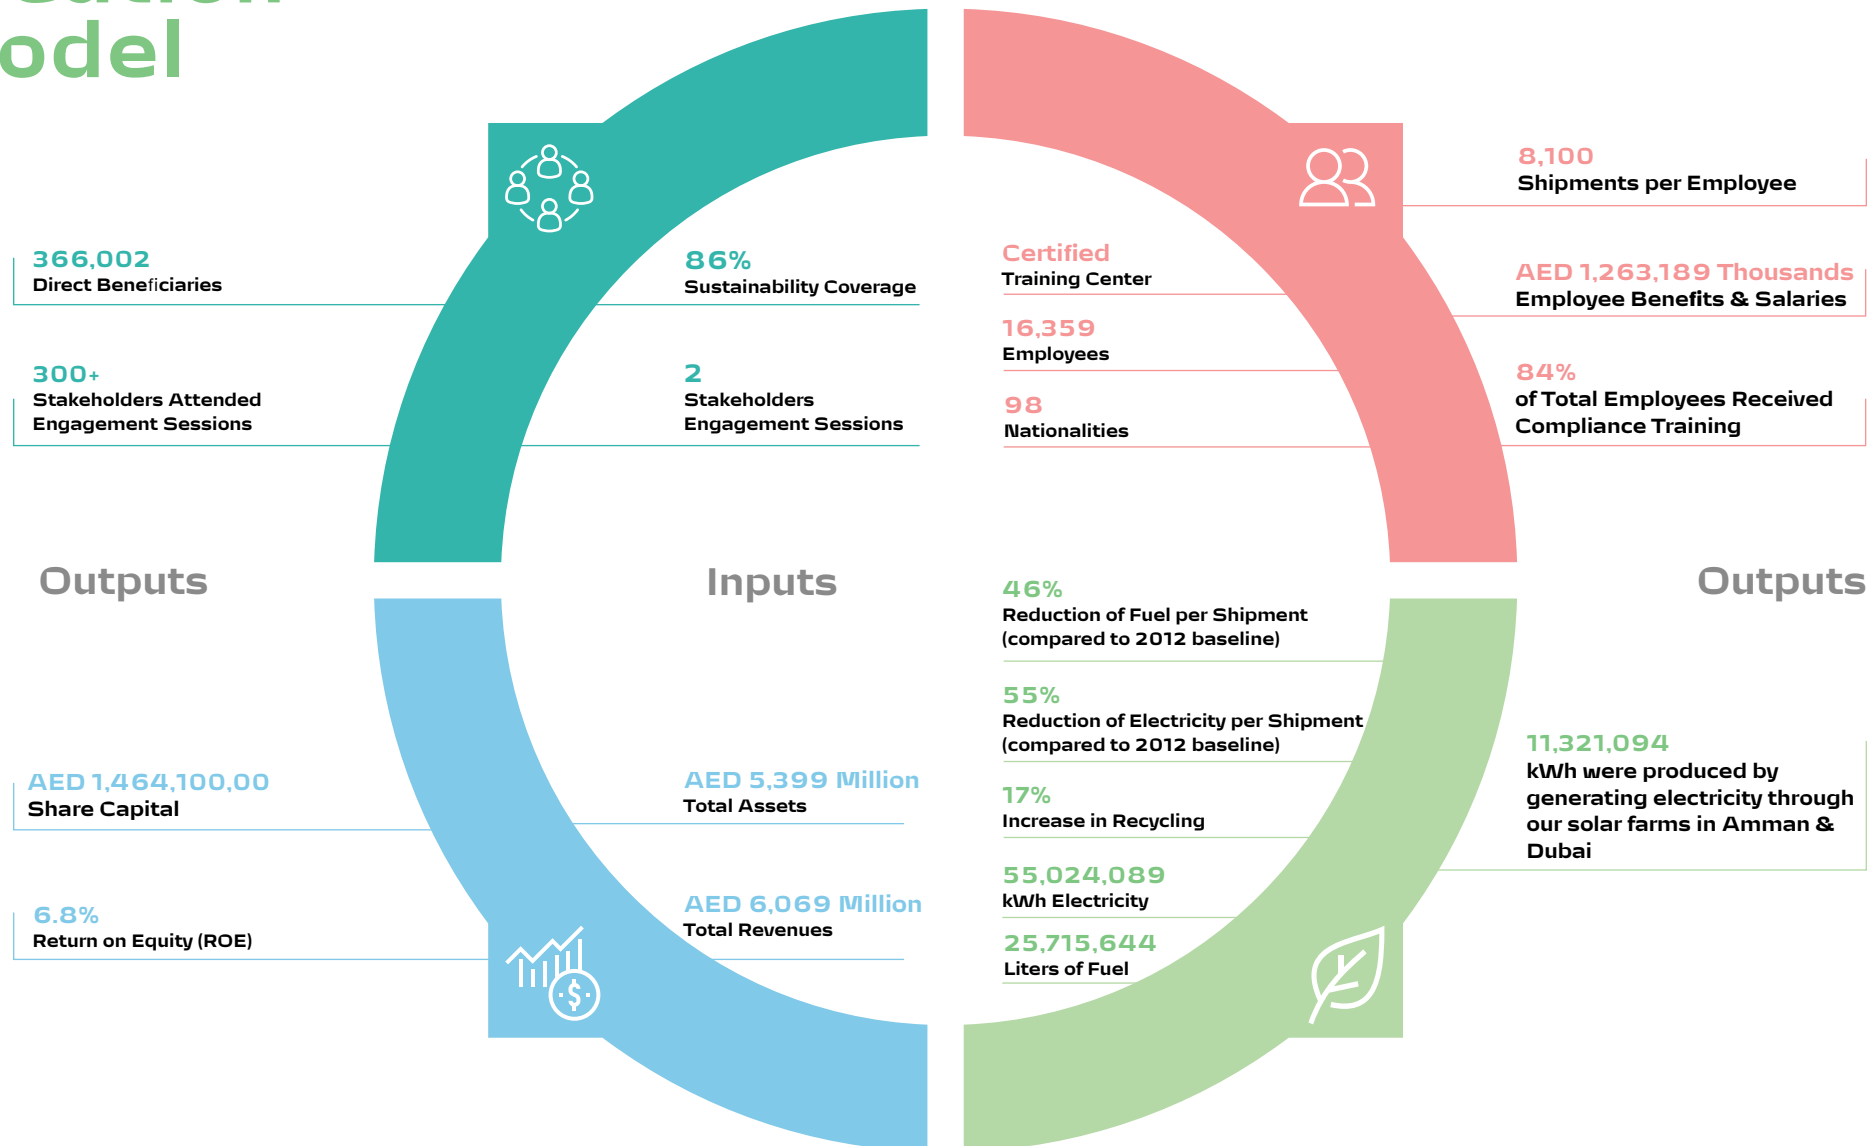 odel
366,002
Direct Beneficiaries
300+
Stakeholders Attended
Engagement Sessions
86%
Sustainability Coverage
2
Stakeholders
Engagement Sessions
Certified
Training Center
16,359
Employees
98
Nationalities
8,100
Shipments per Employee
AED 1,263,189 Thousands
Employee Benefits & Salaries
84%
of Total Employees Received
Compliance Training
Outputs
Inputs
Outputs
AED 1,464,100,00
Share Capital
6.8%
Return on Equity (ROE)
AED 5,399 Million
Total Assets
AED 6,069 Million
Total Revenues
46%
Reduction of Fuel per Shipment
(compared to 2012 baseline)
55%
Reduction of Electricity per Shipment
(compared to 2012 baseline)
17%
Increase in Recycling
55,024,089
kWh Electricity
25,715,644
Liters of Fuel
11,321,094
kWh were produced by
generating electricity through
our solar farms in Amman &
Dubai